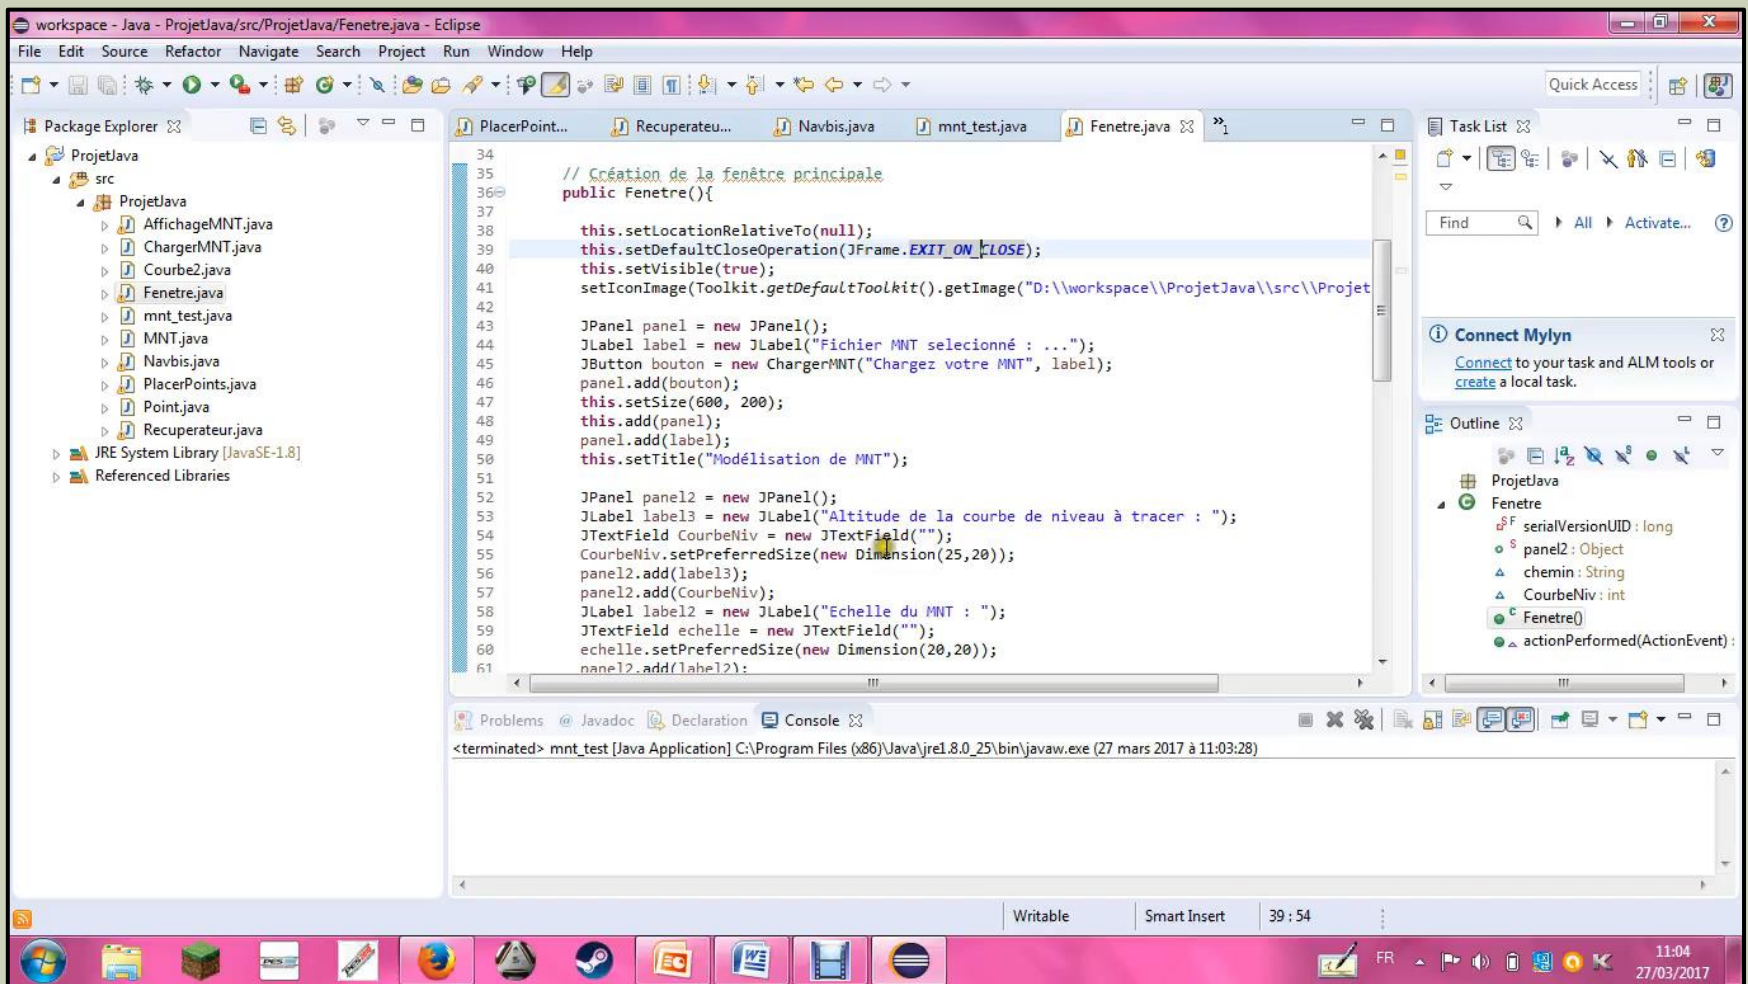 workspace - Java - ProjetJava/src/ProjetJava/Fenetre.java - Eclipse
File Edit Source Refactor Navigate Search Project Run Window Help
Quick Access
Package Explorer
ProjetJava
src
ProjetJava
AffichageMNT.java
ChargerMNT.java
Courbe2.java
Fenetre.java
mnt_test.java
MNT.java
Navbis.java
PlacerPoints.java
Point.java
Recuperateur.java
JRE System Library [JavaSE-1.8]
Referenced Libraries
PlacerPoint... Recuperateu... Navbis.java mnt_test.java Fenetre.java »1
34
35 // Création de la fenêtre principale
36 public Fenetre(){
37
38 this.setLocationRelativeTo(null);
39 this.setDefaultCloseOperation(JFrame.EXIT_ON_CLOSE);
40 this.setVisible(true);
41 setIconImage(Toolkit.getDefaultToolkit().getImage("D:\\workspace\\ProjetJava\\src\\Projet
42
43 JPanel panel = new JPanel();
44 JLabel label = new JLabel("Fichier MNT selecionné : ...");
45 JButton bouton = new ChargerMNT("Chargez votre MNT", label);
46 panel.add(bouton);
47 this.setSize(600, 200);
48 this.add(panel);
49 panel.add(label);
50 this.setTitle("Modélisation de MNT");
51
52 JPanel panel2 = new JPanel();
53 JLabel label3 = new JLabel("Altitude de la courbe de niveau à tracer : ");
54 JTextField CourbeNiv = new JTextField("");
55 CourbeNiv.setPreferredSize(new Dimension(25,20));
56 panel2.add(label3);
57 panel2.add(CourbeNiv);
58 JLabel label2 = new JLabel("Echelle du MNT : ");
59 JTextField echelle = new JTextField("");
60 echelle.setPreferredSize(new Dimension(20,20));
61 panel2.add(label2);
Task List
Find All Activate...
Connect Mylyn
Connect to your task and ALM tools or
create a local task.
Outline
ProjetJava
Fenetre
serialVersionUID : long
panel2 : Object
chemin : String
CourbeNiv : int
Fenetre()
actionPerformed(ActionEvent) :
Problems Javadoc Declaration Console
<terminated> mnt_test [Java Application] C:\Program Files (x86)\Java\jre1.8.0_25\bin\javaw.exe (27 mars 2017 à 11:03:28)
Writable Smart Insert 39 : 54
FR
11:04
27/03/2017